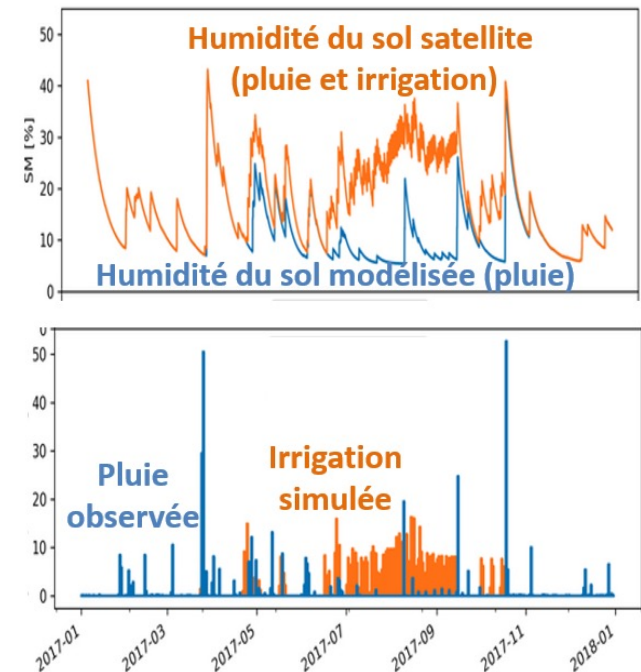 50
Humidité du sol satellite
(pluie et irrigation)
40
SM [%]
30
20
10
Humidité du sol modélisée (pluie)
0
0
50
40
30
Pluie
observée
Irrigation
simulée
20
10
0
2017-01
2017-03
2017-05
2017-07
2017-09
2017-11
2018-01